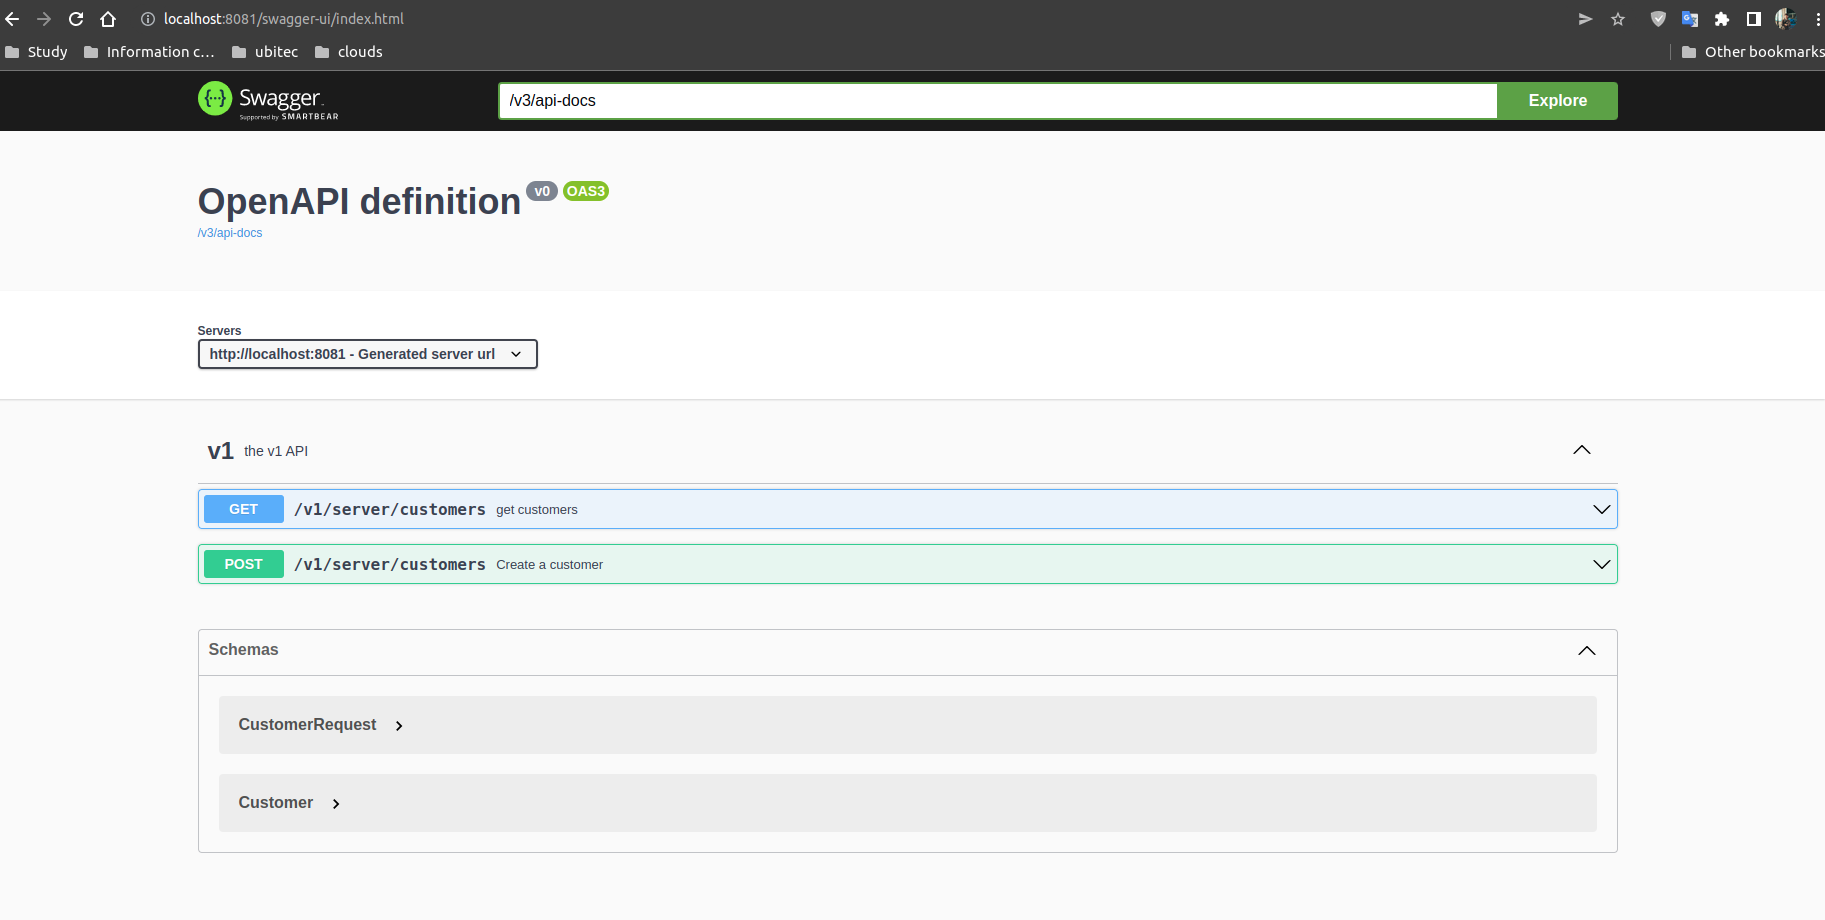 localhost:8081/swagger-ui/index.html
Study Information c... ubitec clouds Other bookmarks
Swagger
Supported by SMARTBEAR
/v3/api-docs Explore
OpenAPI definition v0 OAS3
/v3/api-docs
Servers
http://localhost:8081 - Generated server url
v1 the v1 API
GET /v1/server/customers get customers
POST /v1/server/customers Create a customer
Schemas
CustomerRequest
Customer